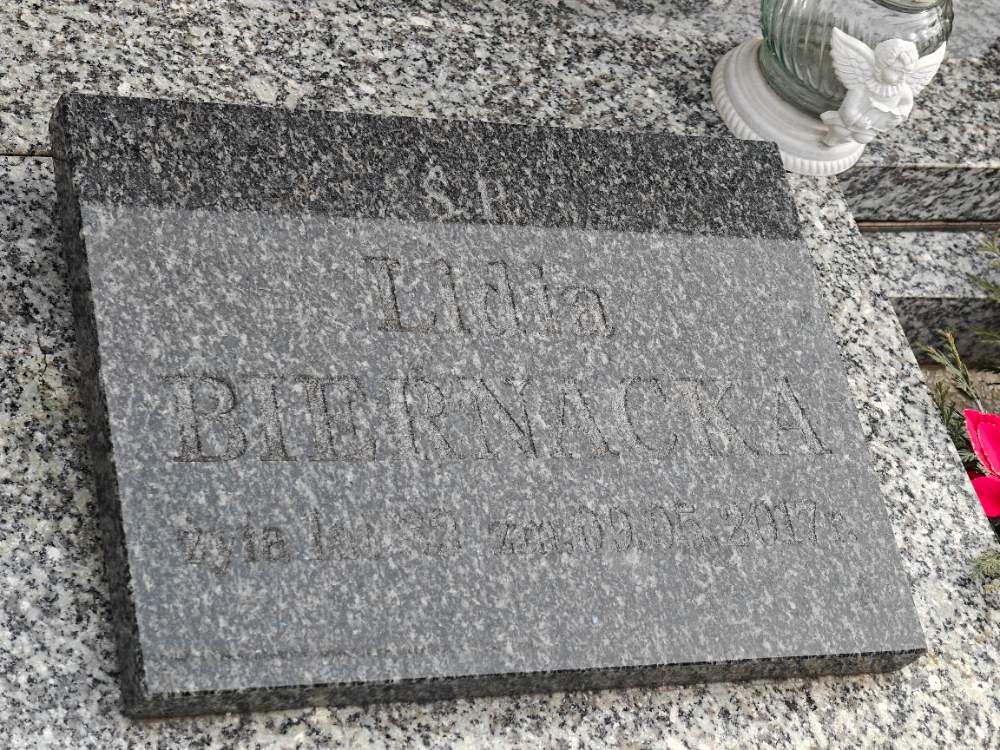 Ś.P.
Lidia
BIERNACKA
żyła lat zm. 09.05.2017r.